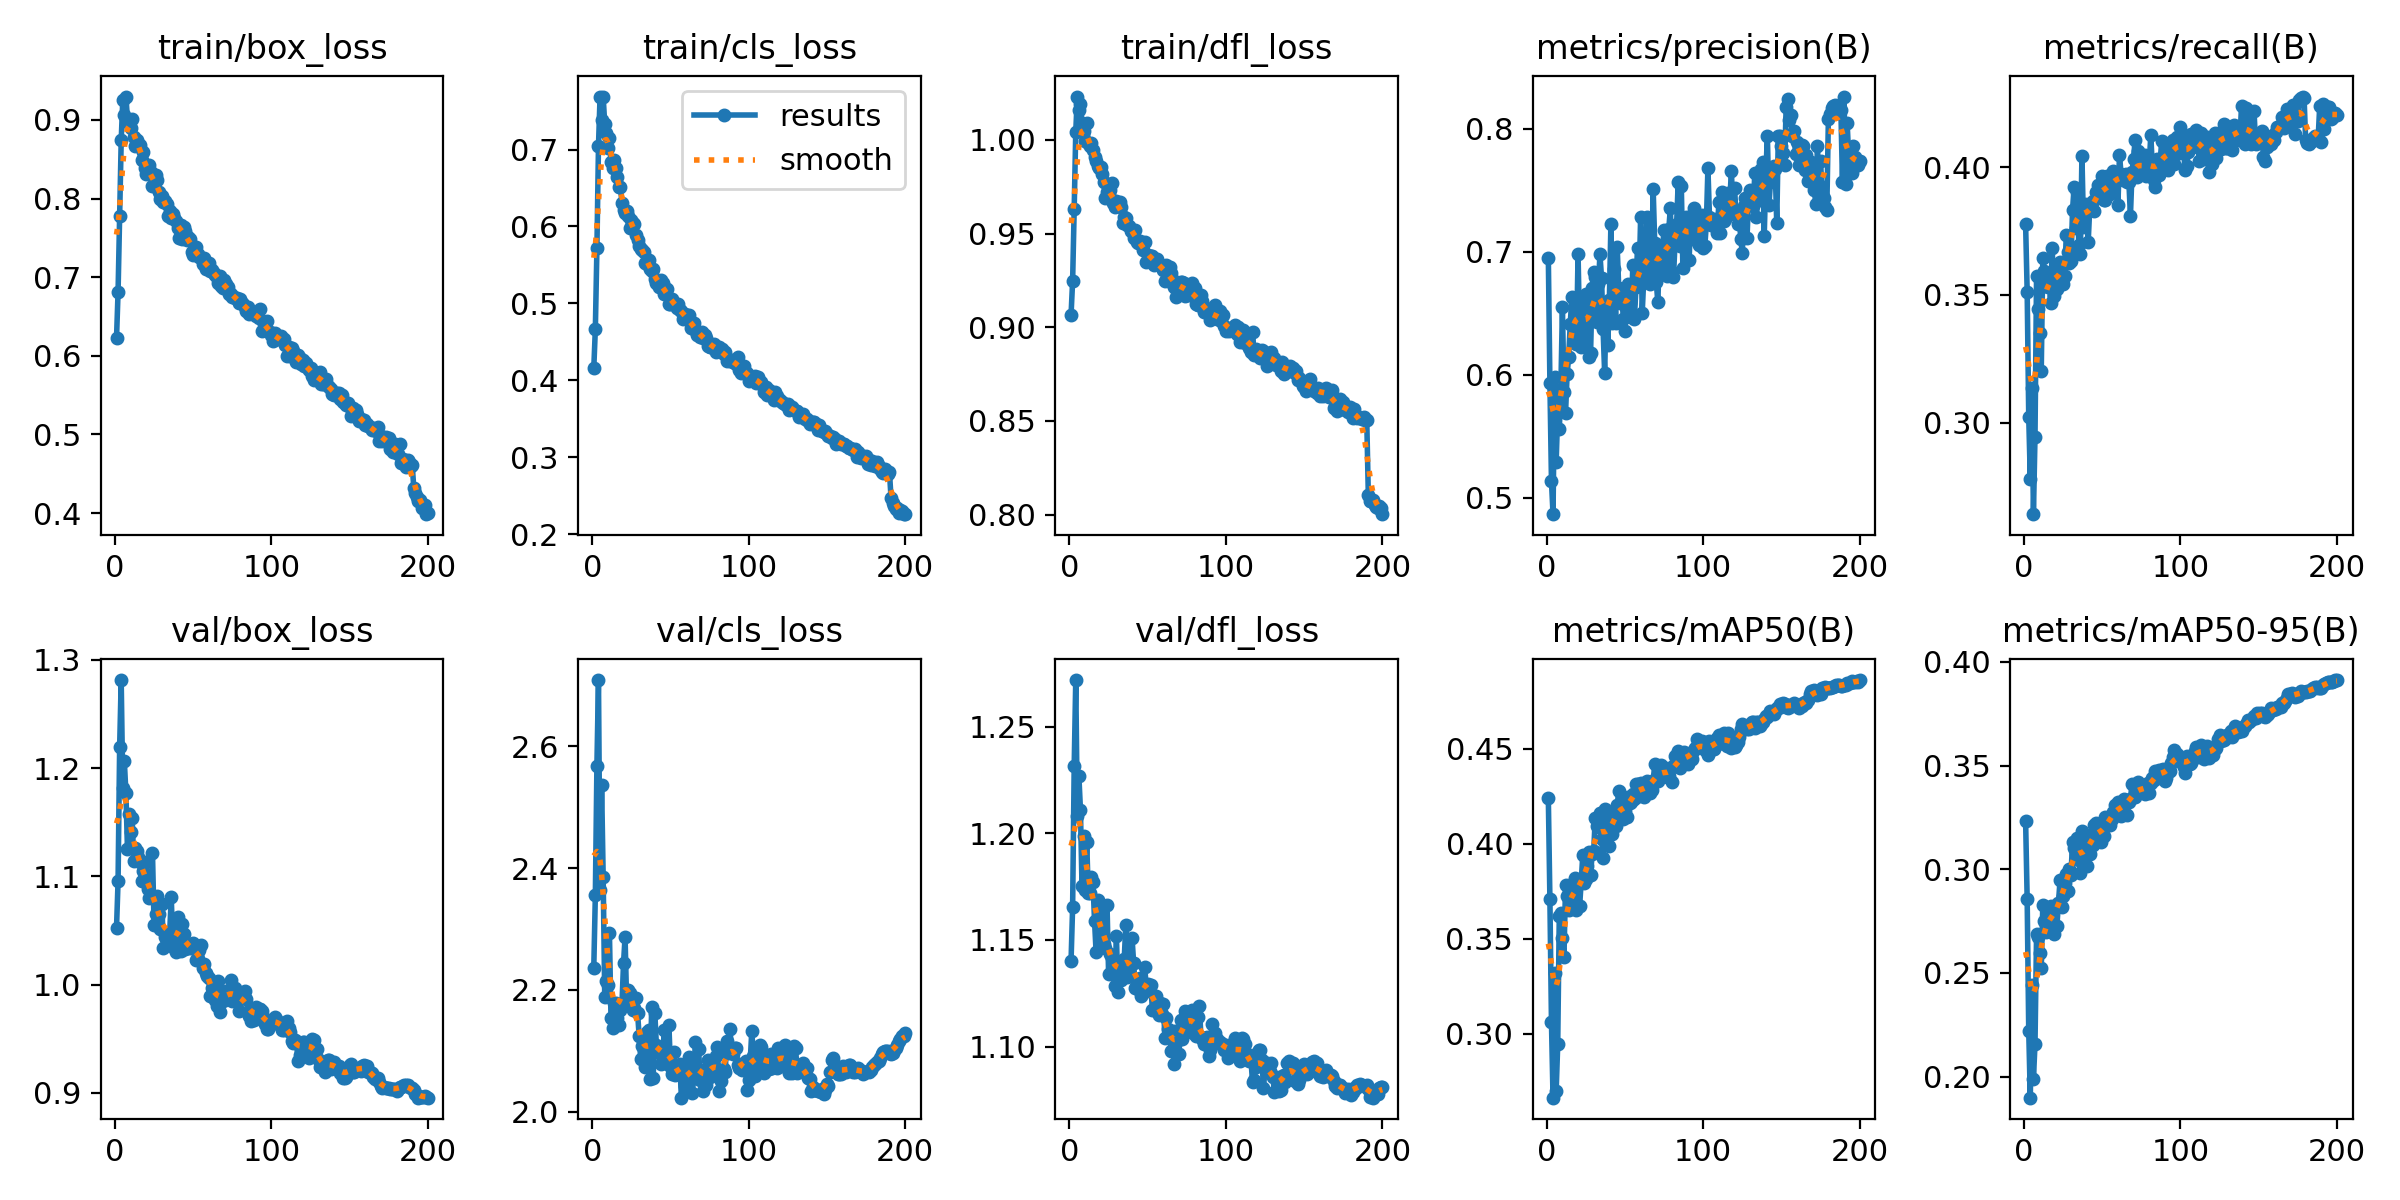 train/box_loss
0.9
0.8
0.7
0.6
0.5
0.4
0 100 200
train/cls_loss
results
smooth
0.7
0.6
0.5
0.4
0.3
0.2
0 100 200
train/dfl_loss
1.00
0.95
0.90
0.85
0.80
0 100 200
metrics/precision(B)
0.8
0.7
0.6
0.5
0 100 200
metrics/recall(B)
0.40
0.35
0.30
0 100 200
val/box_loss
1.3
1.2
1.1
1.0
0.9
0 100 200
val/cls_loss
2.6
2.4
2.2
2.0
0 100 200
val/dfl_loss
1.25
1.20
1.15
1.10
0 100 200
metrics/mAP50(B)
0.45
0.40
0.35
0.30
0 100 200
metrics/mAP50-95(B)
0.40
0.35
0.30
0.25
0.20
0 100 200